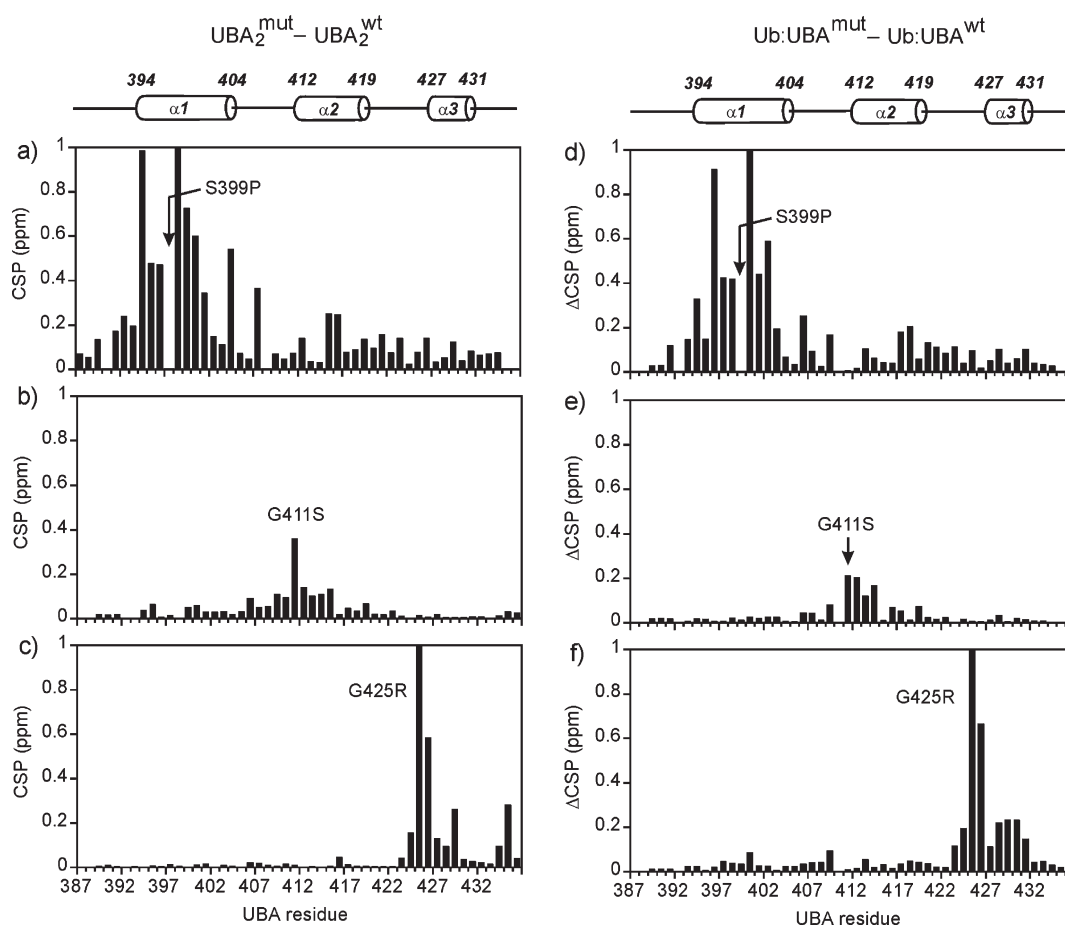 UBA2mut – UBA2wt
Ub:UBAmut – Ub:UBAwt
394 404 412 419 427 431
α1 α2 α3
394 404 412 419 427 431
α1 α2 α3
a)
1
0.8
0.6
0.4
0.2
0
CSP (ppm)
S399P
d)
1
0.8
0.6
0.4
0.2
0
ΔCSP (ppm)
S399P
b)
1
0.8
0.6
0.4
0.2
0
CSP (ppm)
G411S
e)
1
0.8
0.6
0.4
0.2
0
ΔCSP (ppm)
G411S
c)
1
0.8
0.6
0.4
0.2
0
CSP (ppm)
G425R
387 392 397 402 407 412 417 422 427 432
UBA residue
f)
1
0.8
0.6
0.4
0.2
0
ΔCSP (ppm)
G425R
387 392 397 402 407 412 417 422 427 432
UBA residue